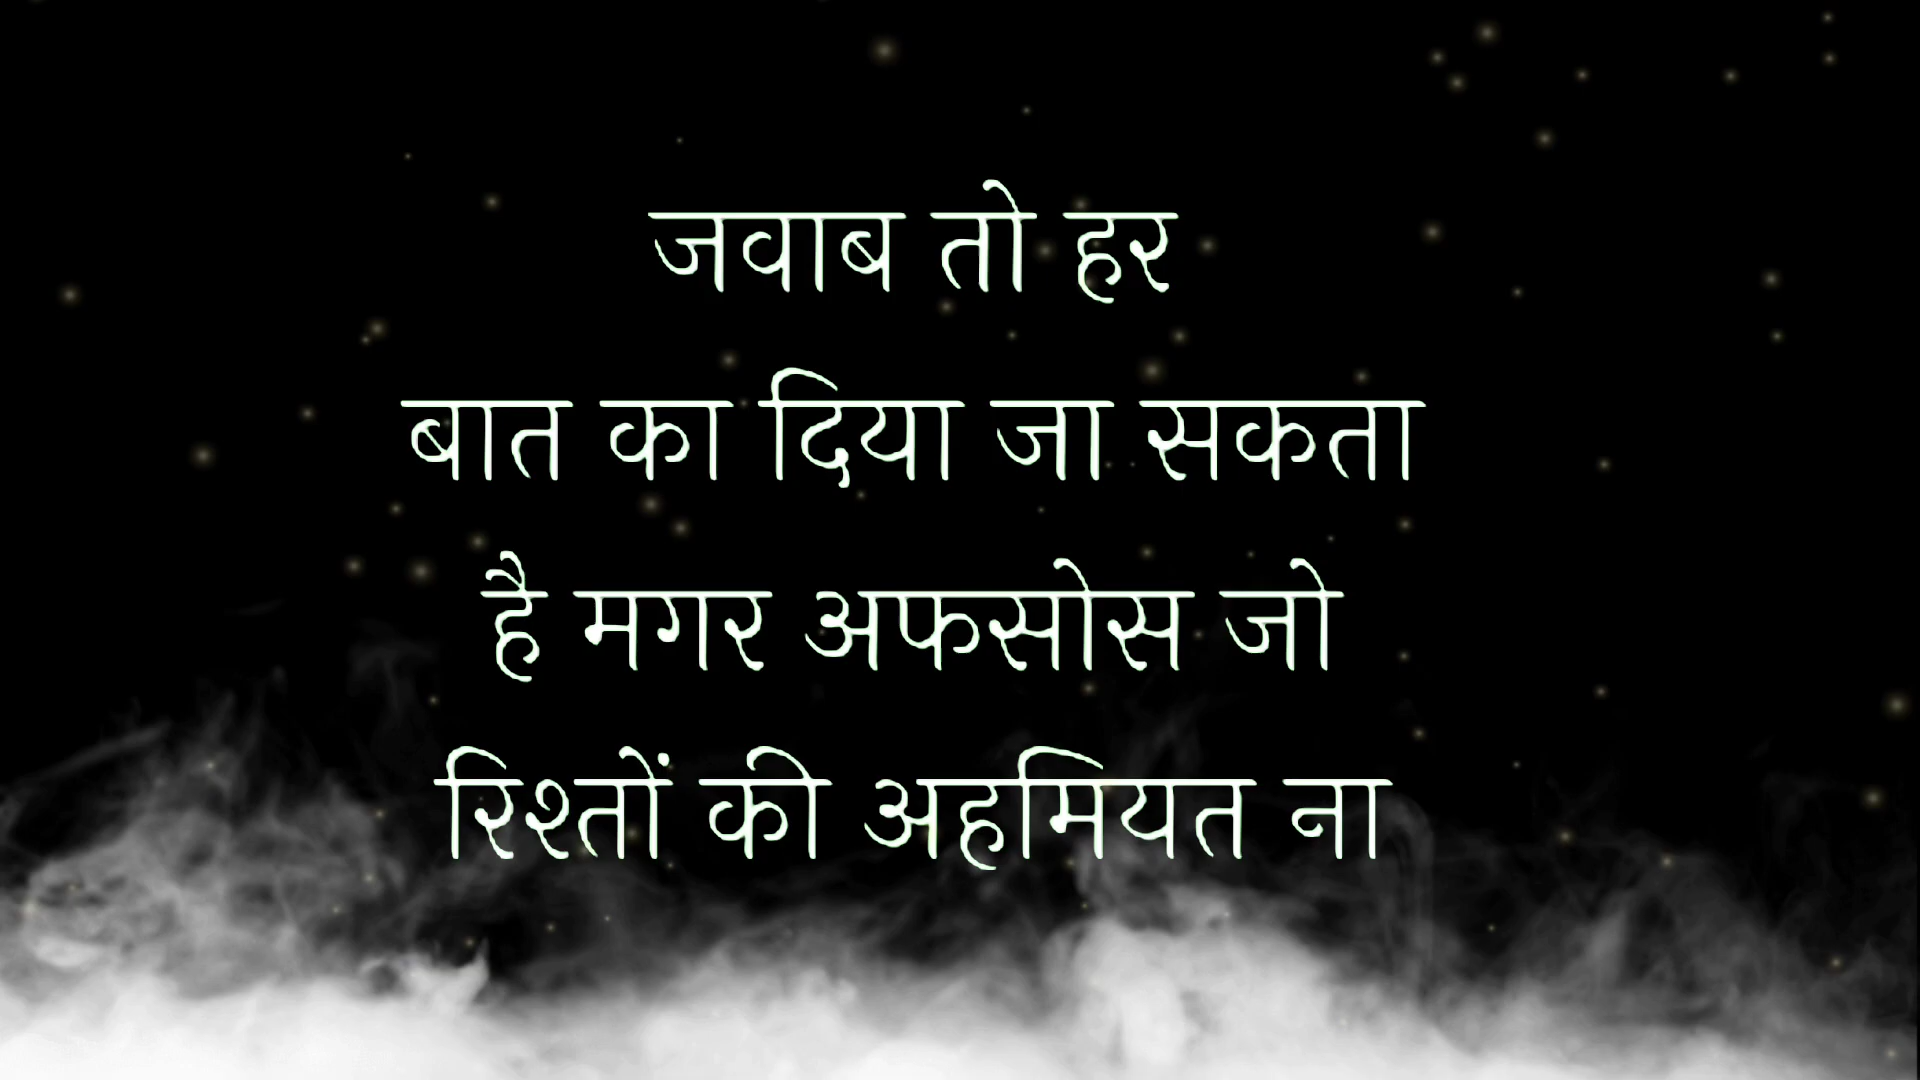 जवाब तो हर
बात का दिया जा सकता
है मगर अफसोस जो
रिश्तों की अहमियत ना